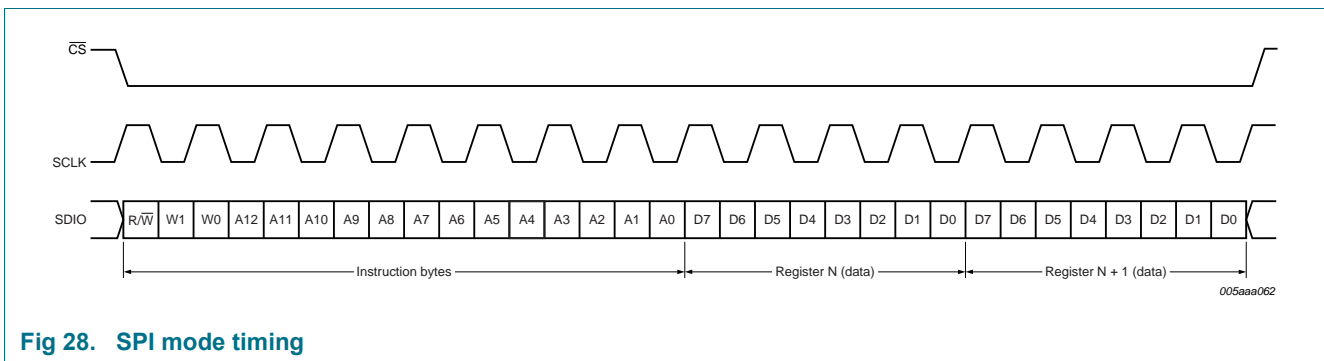 CS
SCLK
SDIO R/W W1 W0 A12 A11 A10 A9 A8 A7 A6 A5 A4 A3 A2 A1 A0 D7 D6 D5 D4 D3 D2 D1 D0 D7 D6 D5 D4 D3 D2 D1 D0
Instruction bytes Register N (data) Register N + 1 (data)
005aaa062
Fig 28. SPI mode timing